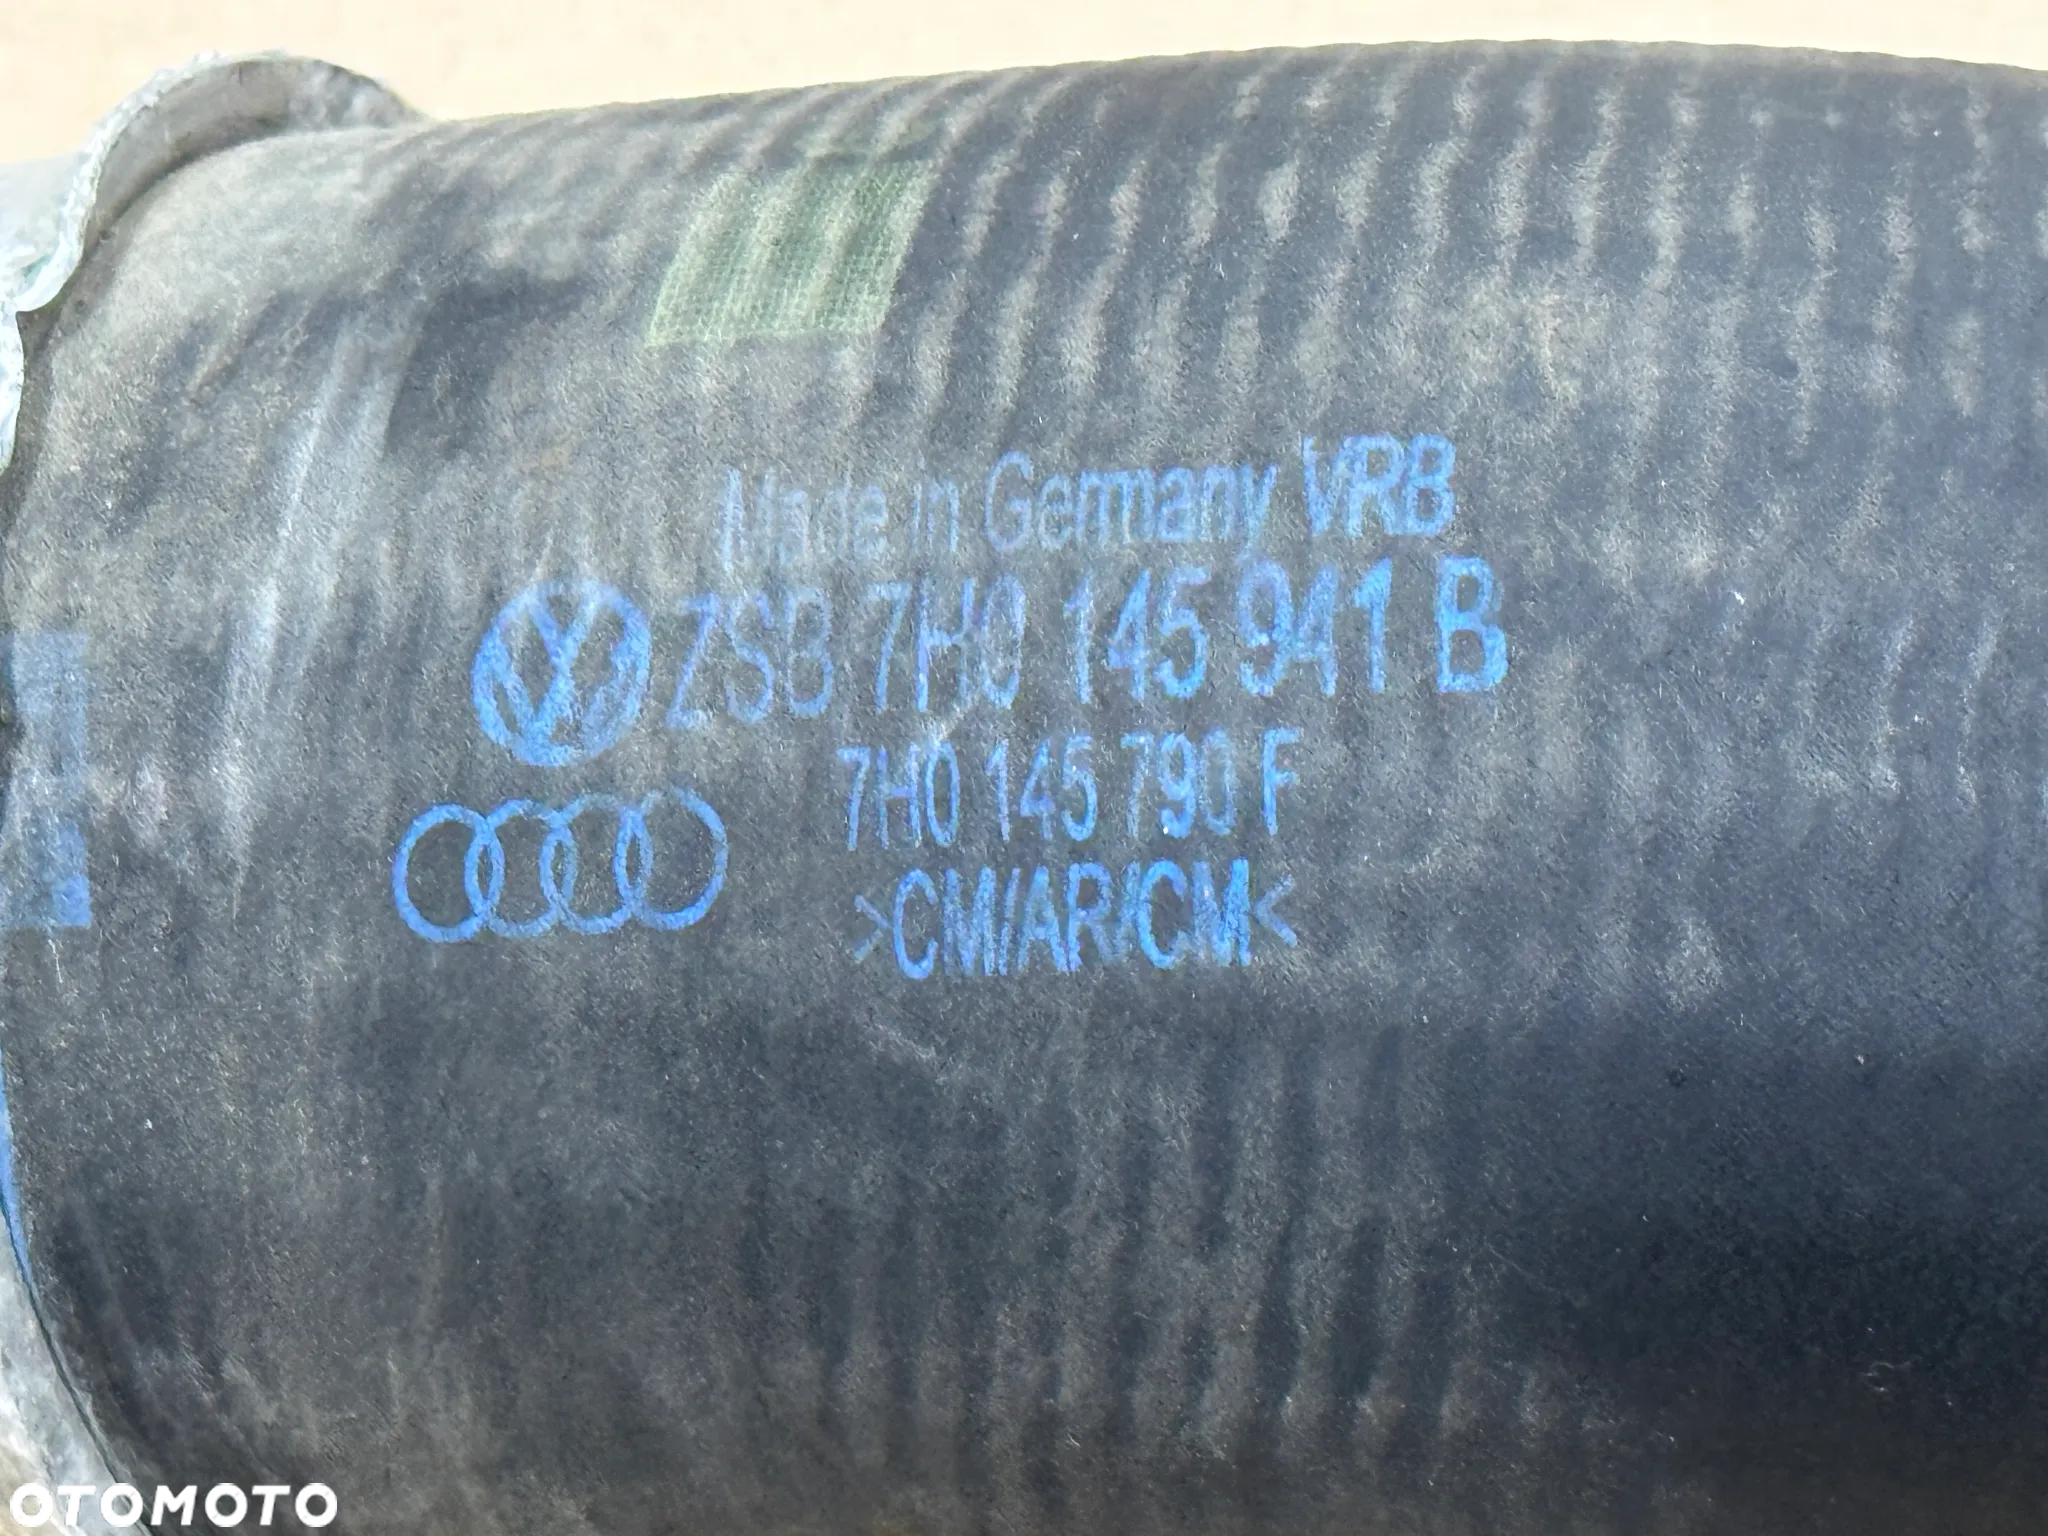 Made in Germany VRB
ZSB 7H0 145 941 B
7H0 145 790 F
>CM/AR/CM<
OTOMOTO